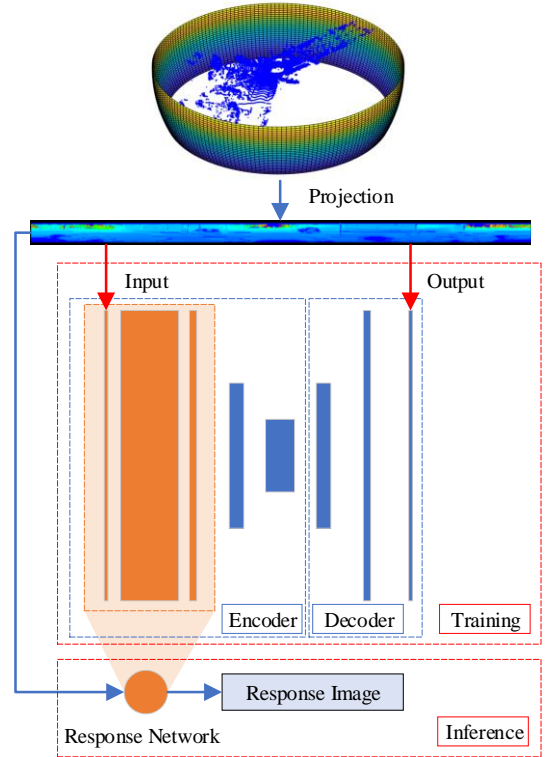 Projection
Input
Output
Encoder
Decoder
Training
Response Image
Response Network
Inference